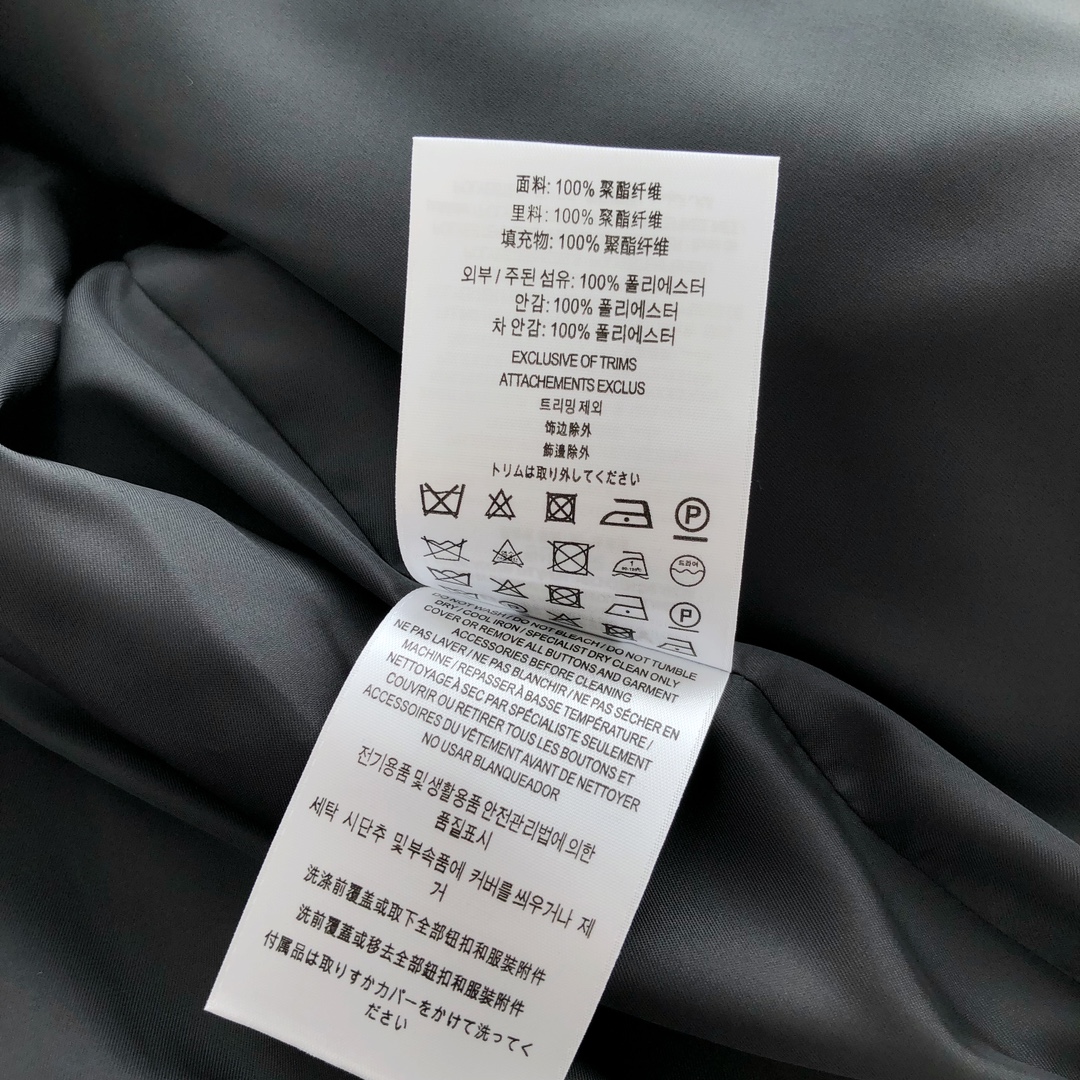 面料: 100% 聚酯纤维
里料: 100% 聚酯纤维
填充物: 100% 聚酯纤维
외부 / 주된 섬유: 100% 폴리에스터
안감: 100% 폴리에스터
차 안감: 100% 폴리에스터
EXCLUSIVE OF TRIMS
ATTACHEMENTS EXCLUS
트리밍 제외
饰边除外
飾邊除外
トリムは取り外してください
P
드라이
P
DO NOT WASH / DO NOT BLEACH / DO NOT TUMBLE
DRY / COOL IRON / SPECIALIST DRY CLEAN ONLY
COVER OR REMOVE ALL BUTTONS AND GARMENT
ACCESSORIES BEFORE CLEANING
NE PAS LAVER / NE PAS BLANCHIR / NE PAS SÉCHER EN
MACHINE / REPASSER À BASSE TEMPÉRATURE /
NETTOYAGE À SEC PAR SPÉCIALISTE SEULEMENT
COUVRIR OU RETIRER TOUS LES BOUTONS ET
ACCESSOIRES DU VÊTEMENT AVANT DE NETTOYER
NO USAR BLANQUEADOR
전기용품 및 생활용품 안전관리법에 의한
품질표시
세탁 시 단추 및 부속품에 커버를 씌우거나 제
거
洗涤前覆盖或取下全部钮扣和服装附件
洗前覆蓋或移去全部鈕扣和服裝附件
付属品は取りすかカバーをかけて洗ってく
ださい